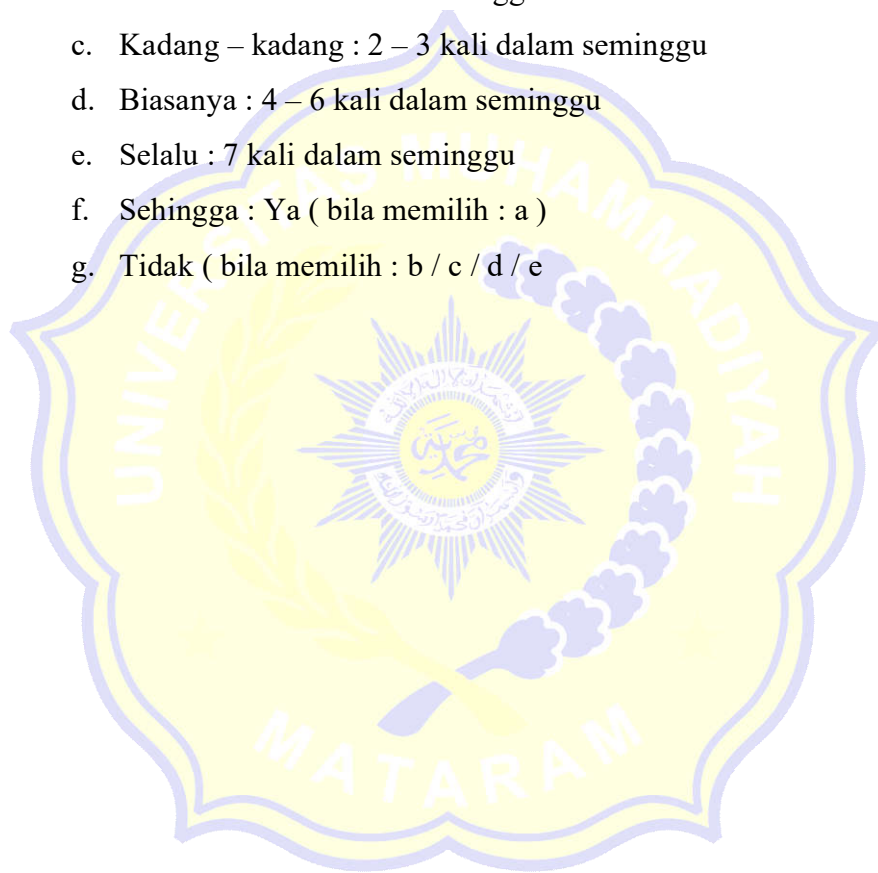 c. Kadang – kadang : 2 – 3 kali dalam seminggu
d. Biasanya : 4 – 6 kali dalam seminggu
e. Selalu : 7 kali dalam seminggu
f. Sehingga : Ya ( bila memilih : a )
g. Tidak ( bila memilih : b / c / d / e
UNIVERSITAS MUHAMMADIYAH
MATARAM